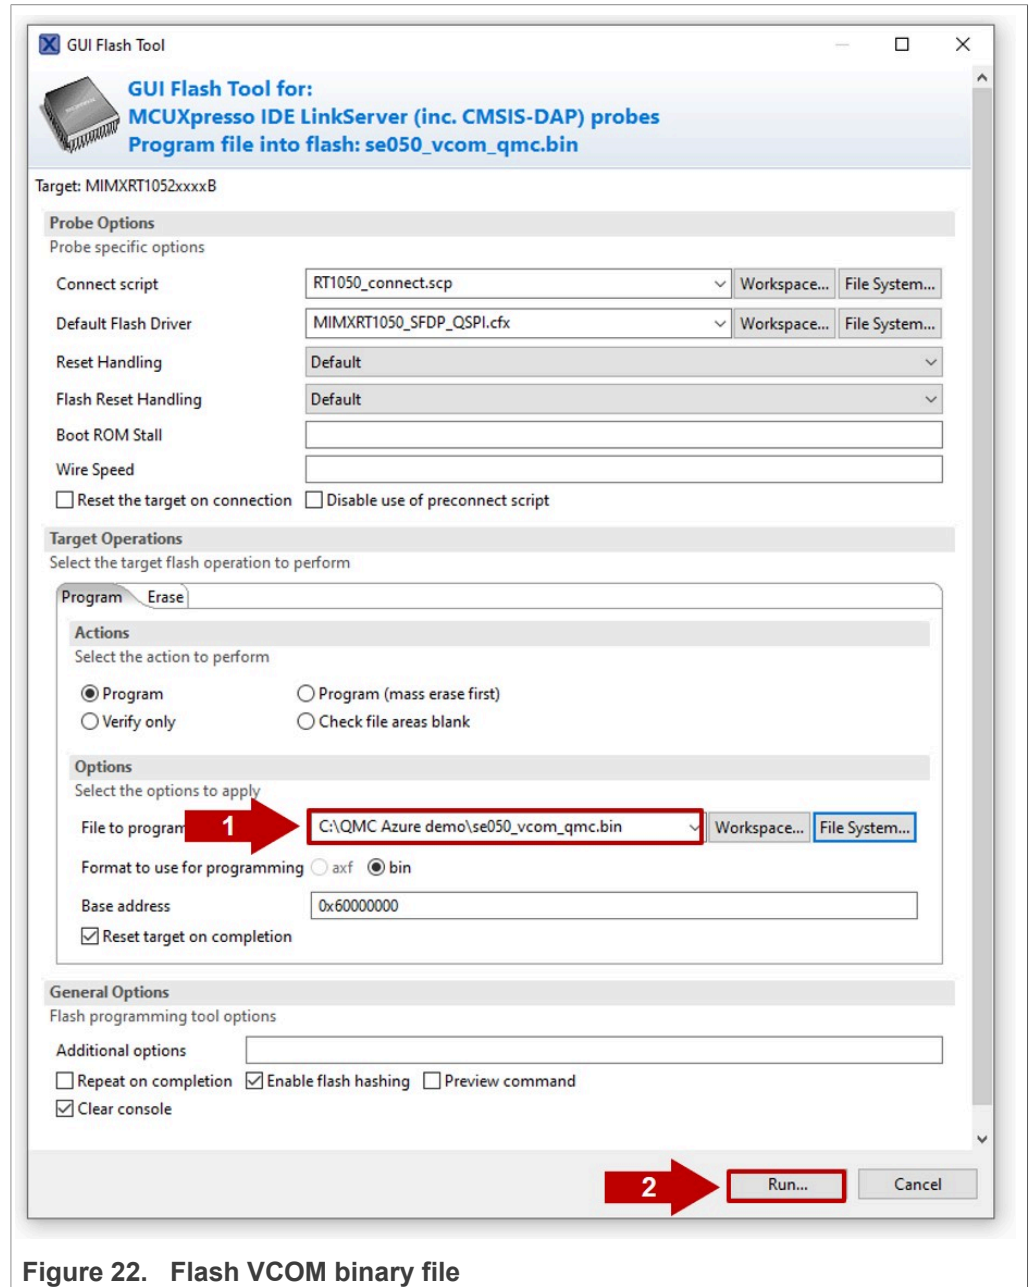 GUI Flash Tool
GUI Flash Tool for:
MCUXpresso IDE LinkServer (inc. CMSIS-DAP) probes
Program file into flash: se050_vcom_qmc.bin
Target: MIMXRT1052xxxxB
Probe Options
Probe specific options
Connect script RT1050_connect.scp Workspace... File System...
Default Flash Driver MIMXRT1050_SFDP_QSPI.cfx Workspace... File System...
Reset Handling Default
Flash Reset Handling Default
Boot ROM Stall
Wire Speed
Reset the target on connection Disable use of preconnect script
Target Operations
Select the target flash operation to perform
Program Erase
Actions
Select the action to perform
Program Program (mass erase first)
Verify only Check file areas blank
Options
Select the options to apply
File to program 1 C:\QMC Azure demo\se050_vcom_qmc.bin Workspace... File System...
Format to use for programming axf bin
Base address 0x60000000
Reset target on completion
General Options
Flash programming tool options
Additional options
Repeat on completion Enable flash hashing Preview command
Clear console
2 Run... Cancel
Figure 22. Flash VCOM binary file